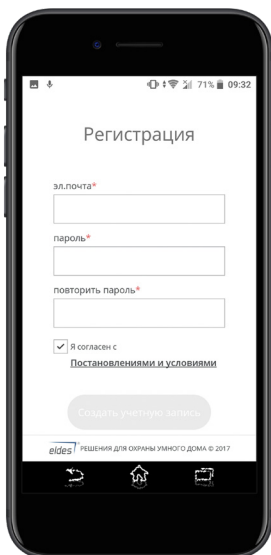 71% 09:32
Регистрация
эл.почта*
пароль*
повторить пароль*
Я согласен с
Постановлениями и условиями
Создать учетную запись
eldes РЕШЕНИЯ ДЛЯ ОХРАНЫ УМНОГО ДОМА © 2017